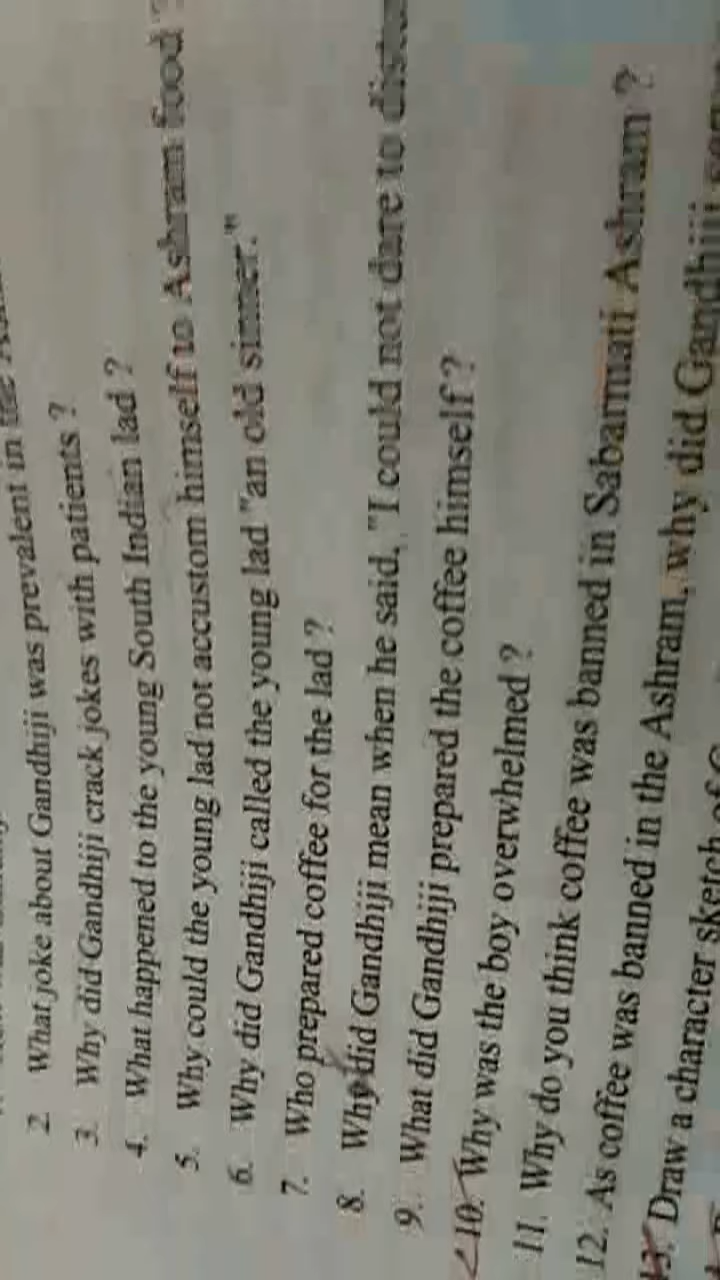 2. What joke about Gandhiji was prevalent in the
3. Why did Gandhiji crack jokes with patients ?
4. What happened to the young South Indian lad ?
5. Why could the young lad not accustom himself to Ashram food ?
6. Why did Gandhiji called the young lad "an old sinner."
7. Who prepared coffee for the lad ?
8. Why did Gandhiji mean when he said, "I could not dare to
9. What did Gandhiji prepared the coffee himself ?
10. Why was the boy overwhelmed ?
11. Why do you think coffee was banned in Sabarmati Ashram ?
12. As coffee was banned in the Ashram, why did Gandhiji
13. Draw a character sketch of